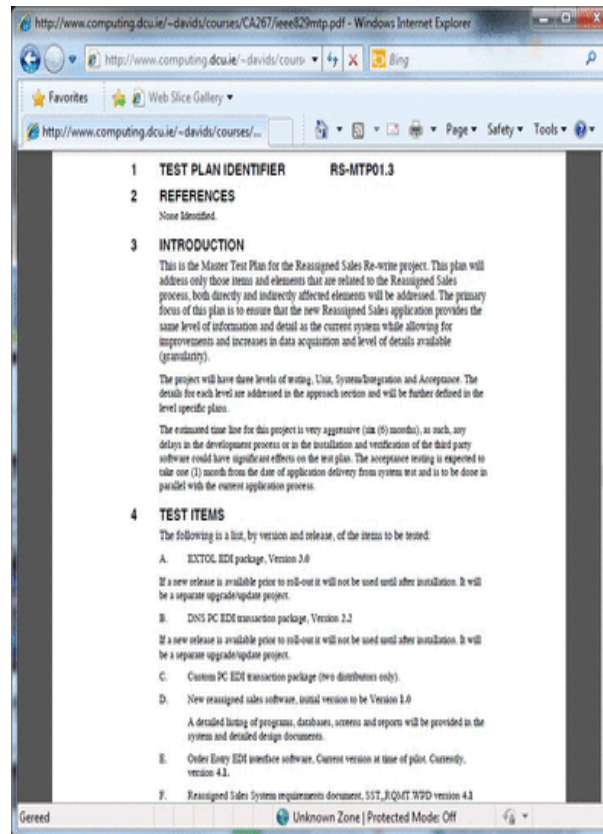 http://www.computing.dcu.ie/~davids/courses/CA267/ieee829mtp.pdf - Windows Internet Explorer
http://www.computing.dcu.ie/~davids/cours
Bing
Favorites Web Slice Gallery
http://www.computing.dcu.ie/~davids/courses/...
Page Safety Tools
1 TEST PLAN IDENTIFIER RS-MTP01.3
2 REFERENCES
None Identified.
3 INTRODUCTION
This is the Master Test Plan for the Reassigned Sales Re-write project. This plan will
address only those items and elements that are related to the Reassigned Sales
process, both directly and indirectly affected elements will be addressed. The primary
focus of this plan is to ensure that the new Reassigned Sales application provides the
same level of information and detail as the current system while allowing for
improvements and increases in data acquisition and level of details available
(granularity).
The project will have three levels of testing, Unit, System/Integration and Acceptance. The
details for each level are addressed in the approach section and will be further defined in the
level specific plans.
The estimated time line for this project is very aggressive (six (6) months), as such, any
delays in the development process or in the installation and verification of the third party
software could have significant effects on the test plan. The acceptance testing is expected to
take one (1) month from the date of application delivery from system test and is to be done in
parallel with the current application process.
4 TEST ITEMS
The following is a list, by version and release, of the items to be tested:
A. EXTOL EDI package, Version 3.0
If a new release is available prior to roll-out it will not be used until after installation. It will
be a separate upgrade/update project.
B. DNS PC EDI transaction package, Version 2.2
If a new release is available prior to roll-out it will not be used until after installation. It will
be a separate upgrade/update project.
C. Custom PC EDI transaction package (two distributors only).
D. New reassigned sales software, initial version to be Version 1.0
A detailed listing of programs, databases, screens and reports will be provided in the
system and detailed design documents.
E. Order Entry EDI interface software, Current version at time of pilot. Currently,
version 4.1.
F. Reassigned Sales System requirements document, SST_RQMT.WPD version 4.1
Gereed Unknown Zone | Protected Mode: Off